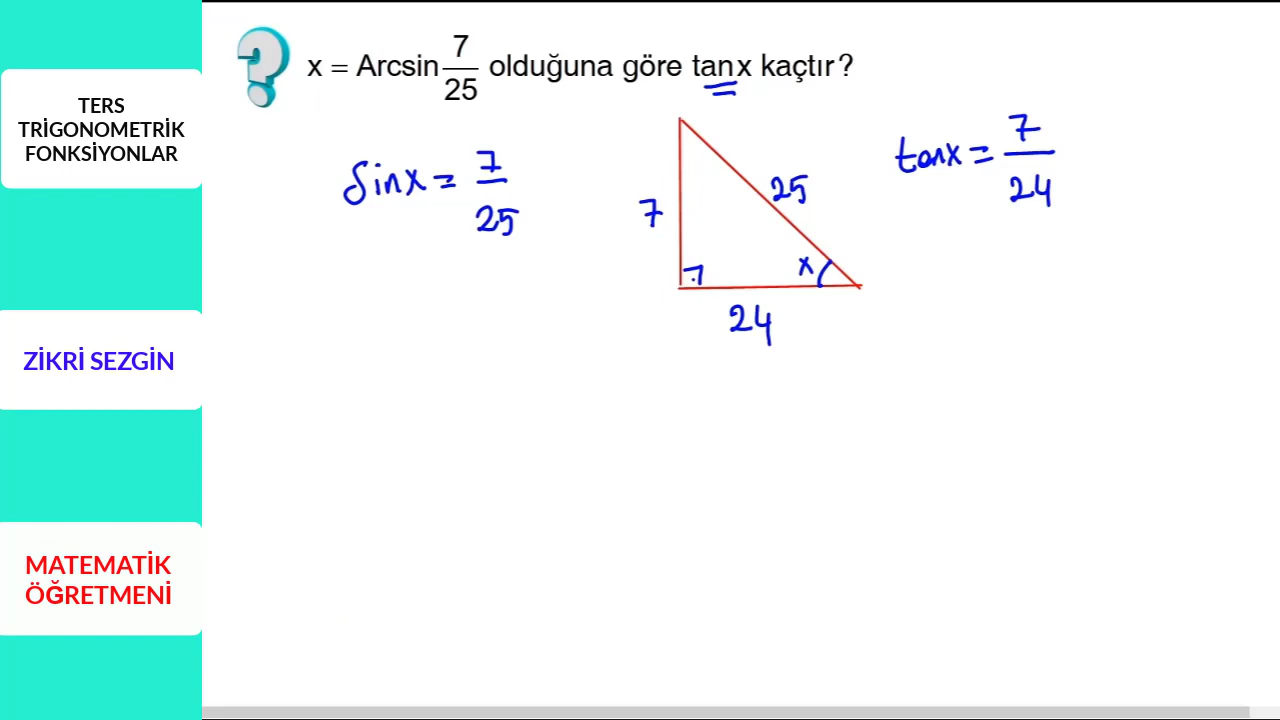 TERS
TRİGONOMETRİK
FONKSİYONLAR
ZİKRİ SEZGİN
MATEMATİK
ÖĞRETMENİ
x = Arcsin 7/25 olduğuna göre tanx kaçtır?
sinx = 7/25
7
25
x
24
tanx = 7/24